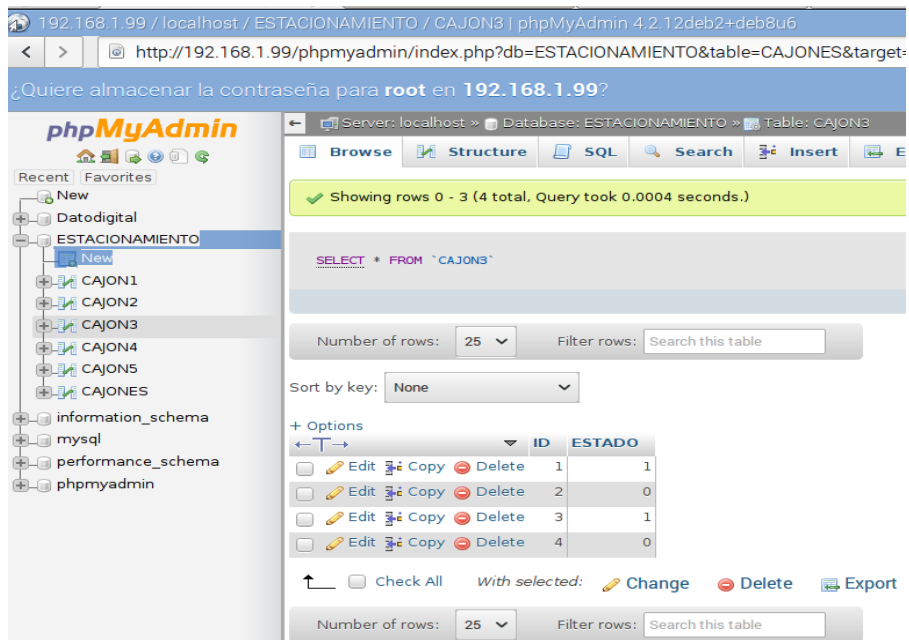 192.168.1.99 / localhost / ESTACIONAMIENTO / CAJON3 | phpMyAdmin 4.2.12deb2+deb8u6
http://192.168.1.99/phpmyadmin/index.php?db=ESTACIONAMIENTO&table=CAJONES&target=
¿Quiere almacenar la contraseña para root en 192.168.1.99?
phpMyAdmin
Recent Favorites
New
Datodigital
ESTACIONAMIENTO
New
CAJON1
CAJON2
CAJON3
CAJON4
CAJON5
CAJONES
information_schema
mysql
performance_schema
phpmyadmin
Server: localhost » Database: ESTACIONAMIENTO » Table: CAJON3
Browse Structure SQL Search Insert E
Showing rows 0 - 3 (4 total, Query took 0.0004 seconds.)
SELECT * FROM `CAJON3`
Number of rows: 25 Filter rows: Search this table
Sort by key: None
+ Options
←T→ ID ESTADO
Edit Copy Delete 1 1
Edit Copy Delete 2 0
Edit Copy Delete 3 1
Edit Copy Delete 4 0
Check All With selected: Change Delete Export
Number of rows: 25 Filter rows: Search this table